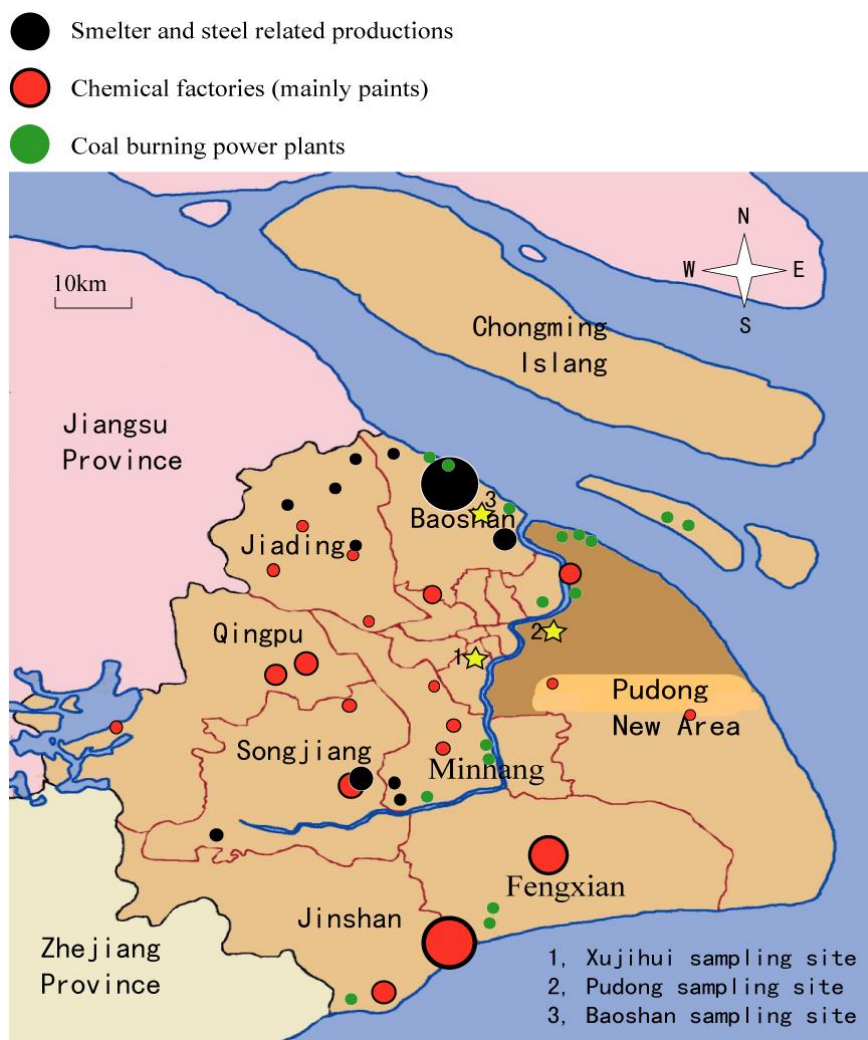 Smelter and steel related productions
Chemical factories (mainly paints)
Coal burning power plants
N
W E
S
10km
Chongming
Islang
Jiangsu
Province
3
Baoshan
Jiading
Qingpu
2
1
Pudong
New Area
Songjiang
Minhang
Fengxian
Jinshan
Zhejiang
Province
1, Xujihui sampling site
2, Pudong sampling site
3, Baoshan sampling site